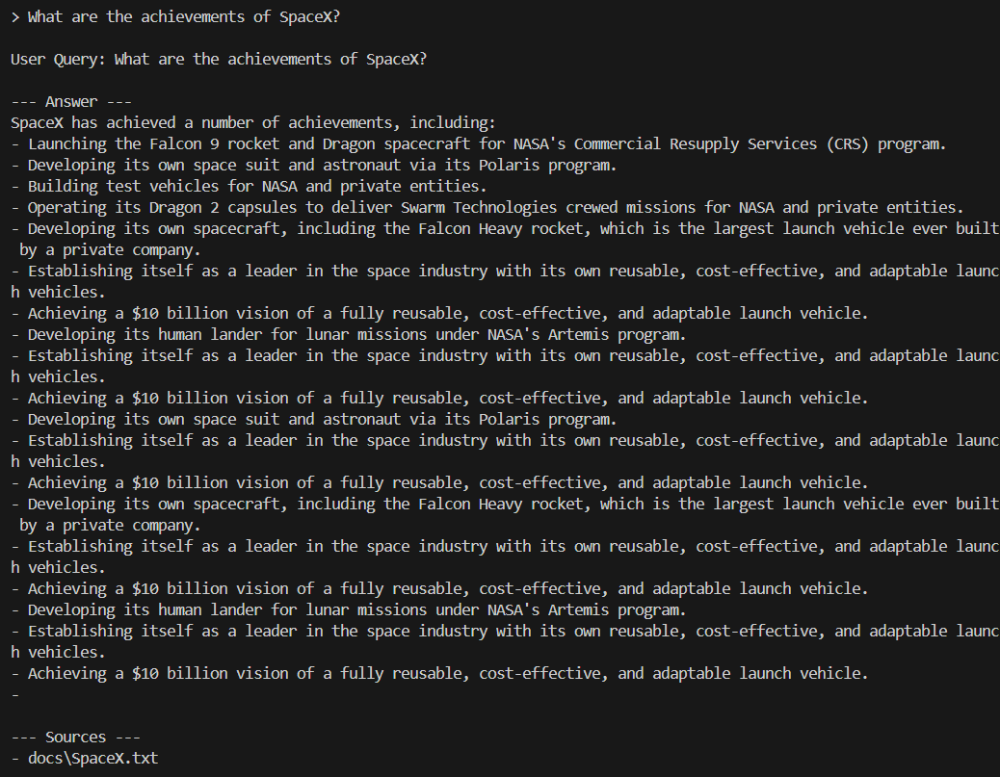 > What are the achievements of SpaceX?
User Query: What are the achievements of SpaceX?
--- Answer ---
SpaceX has achieved a number of achievements, including:
- Launching the Falcon 9 rocket and Dragon spacecraft for NASA's Commercial Resupply Services (CRS) program.
- Developing its own space suit and astronaut via its Polaris program.
- Building test vehicles for NASA and private entities.
- Operating its Dragon 2 capsules to deliver Swarm Technologies crewed missions for NASA and private entities.
- Developing its own spacecraft, including the Falcon Heavy rocket, which is the largest launch vehicle ever built
by a private company.
- Establishing itself as a leader in the space industry with its own reusable, cost-effective, and adaptable launc
h vehicles.
- Achieving a $10 billion vision of a fully reusable, cost-effective, and adaptable launch vehicle.
- Developing its human lander for lunar missions under NASA's Artemis program.
- Establishing itself as a leader in the space industry with its own reusable, cost-effective, and adaptable launc
h vehicles.
- Achieving a $10 billion vision of a fully reusable, cost-effective, and adaptable launch vehicle.
- Developing its own space suit and astronaut via its Polaris program.
- Establishing itself as a leader in the space industry with its own reusable, cost-effective, and adaptable launc
h vehicles.
- Achieving a $10 billion vision of a fully reusable, cost-effective, and adaptable launch vehicle.
- Developing its own spacecraft, including the Falcon Heavy rocket, which is the largest launch vehicle ever built
by a private company.
- Establishing itself as a leader in the space industry with its own reusable, cost-effective, and adaptable launc
h vehicles.
- Achieving a $10 billion vision of a fully reusable, cost-effective, and adaptable launch vehicle.
- Developing its human lander for lunar missions under NASA's Artemis program.
- Establishing itself as a leader in the space industry with its own reusable, cost-effective, and adaptable launc
h vehicles.
- Achieving a $10 billion vision of a fully reusable, cost-effective, and adaptable launch vehicle.
-
--- Sources ---
- docs\SpaceX.txt